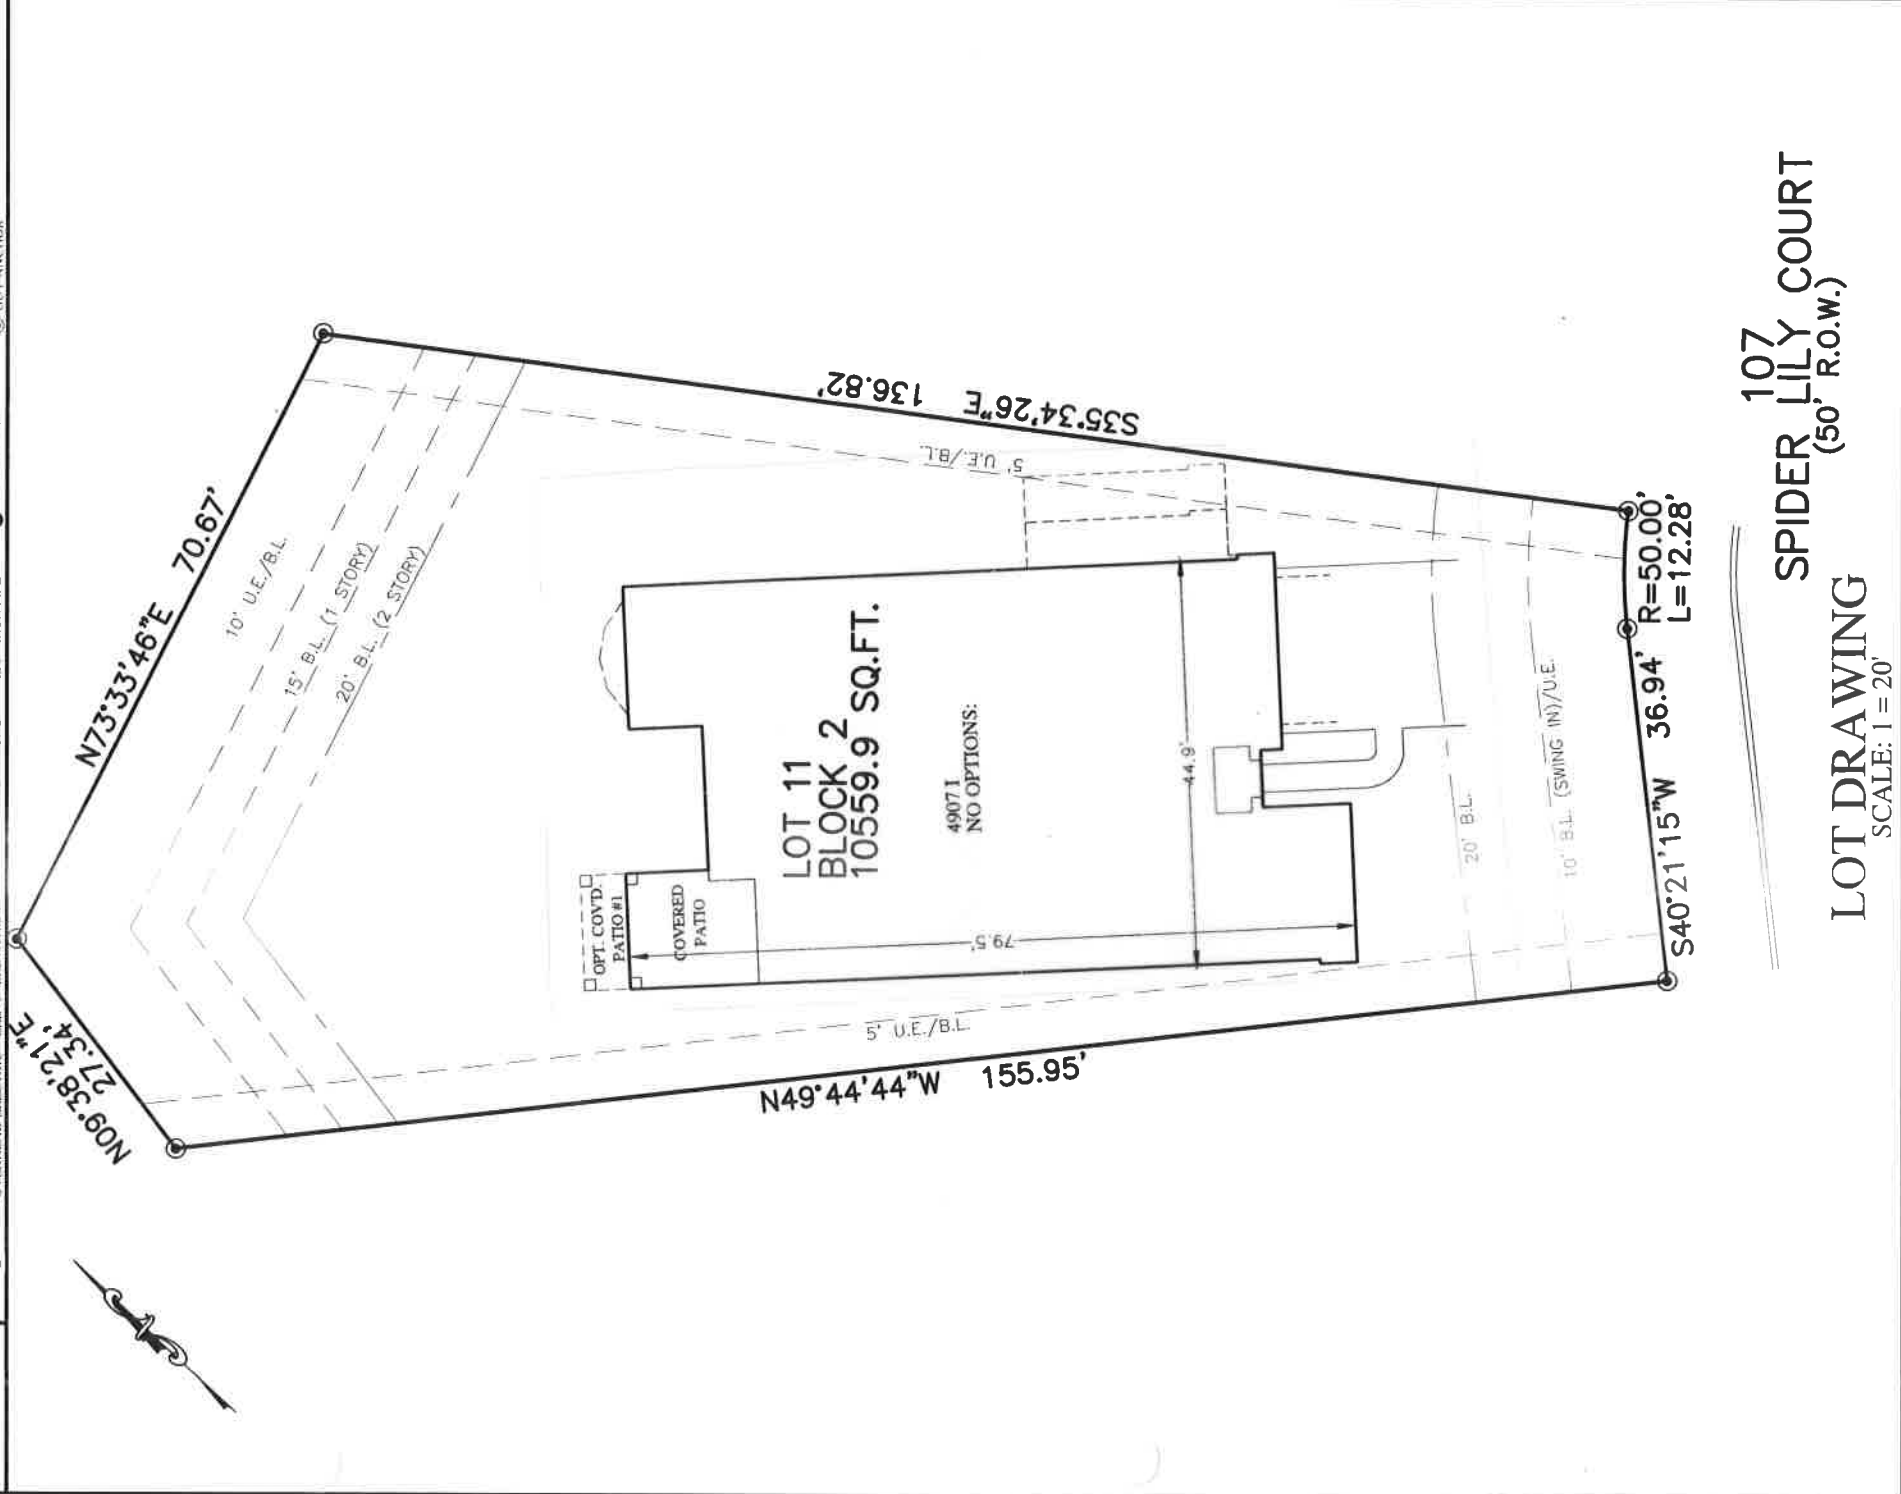 N09°38'21"E
27.34'
N73°33'46"E 70.67'
10' U.E./B.L.
15' B.L. (1 STORY)
20' B.L. (2 STORY)
S35°34'26"E 136.82'
5' U.E./B.L.
OPT. COV'D.
PATIO #1
COVERED
PATIO
LOT 11
BLOCK 2
10559.9 SQ.FT.
4907 I
NO OPTIONS:
79.5'
44.9'
5' U.E./B.L.
N49°44'44"W 155.95'
20' B.L.
10' B.L. (SWING IN)/U.E.
S40°21'15"W 36.94'
R=50.00'
L=12.28'
107
SPIDER LILY COURT
(50' R.O.W.)
LOT DRAWING
SCALE: 1 = 20'